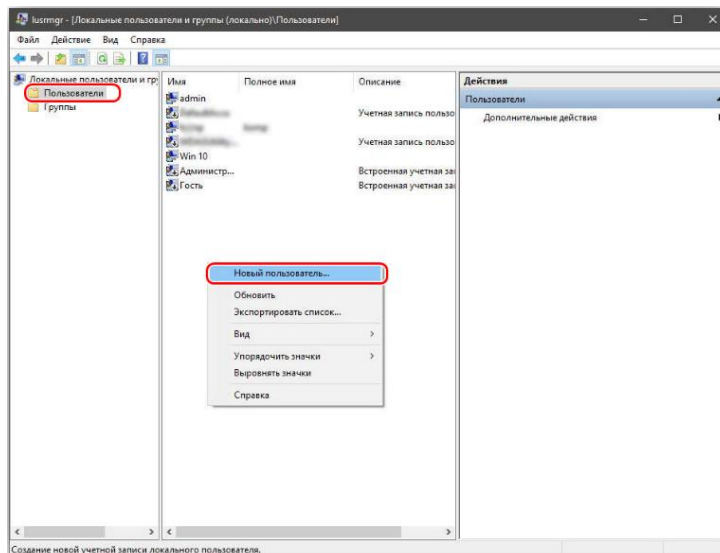 lusrmgr - [Локальные пользователи и группы (локально)\Пользователи]
Файл Действие Вид Справка
Локальные пользователи и гр
Пользователи
Группы
Имя Полное имя Описание
admin
Учетная запись пользо
Учетная запись пользо
Win 10
Администр... Встроенная учетная за
Гость Встроенная учетная за
Новый пользователь...
Обновить
Экспортировать список...
Вид
Упорядочить значки
Выровнять значки
Справка
Действия
Пользователи
Дополнительные действия
Создание новой учетной записи локального пользователя.